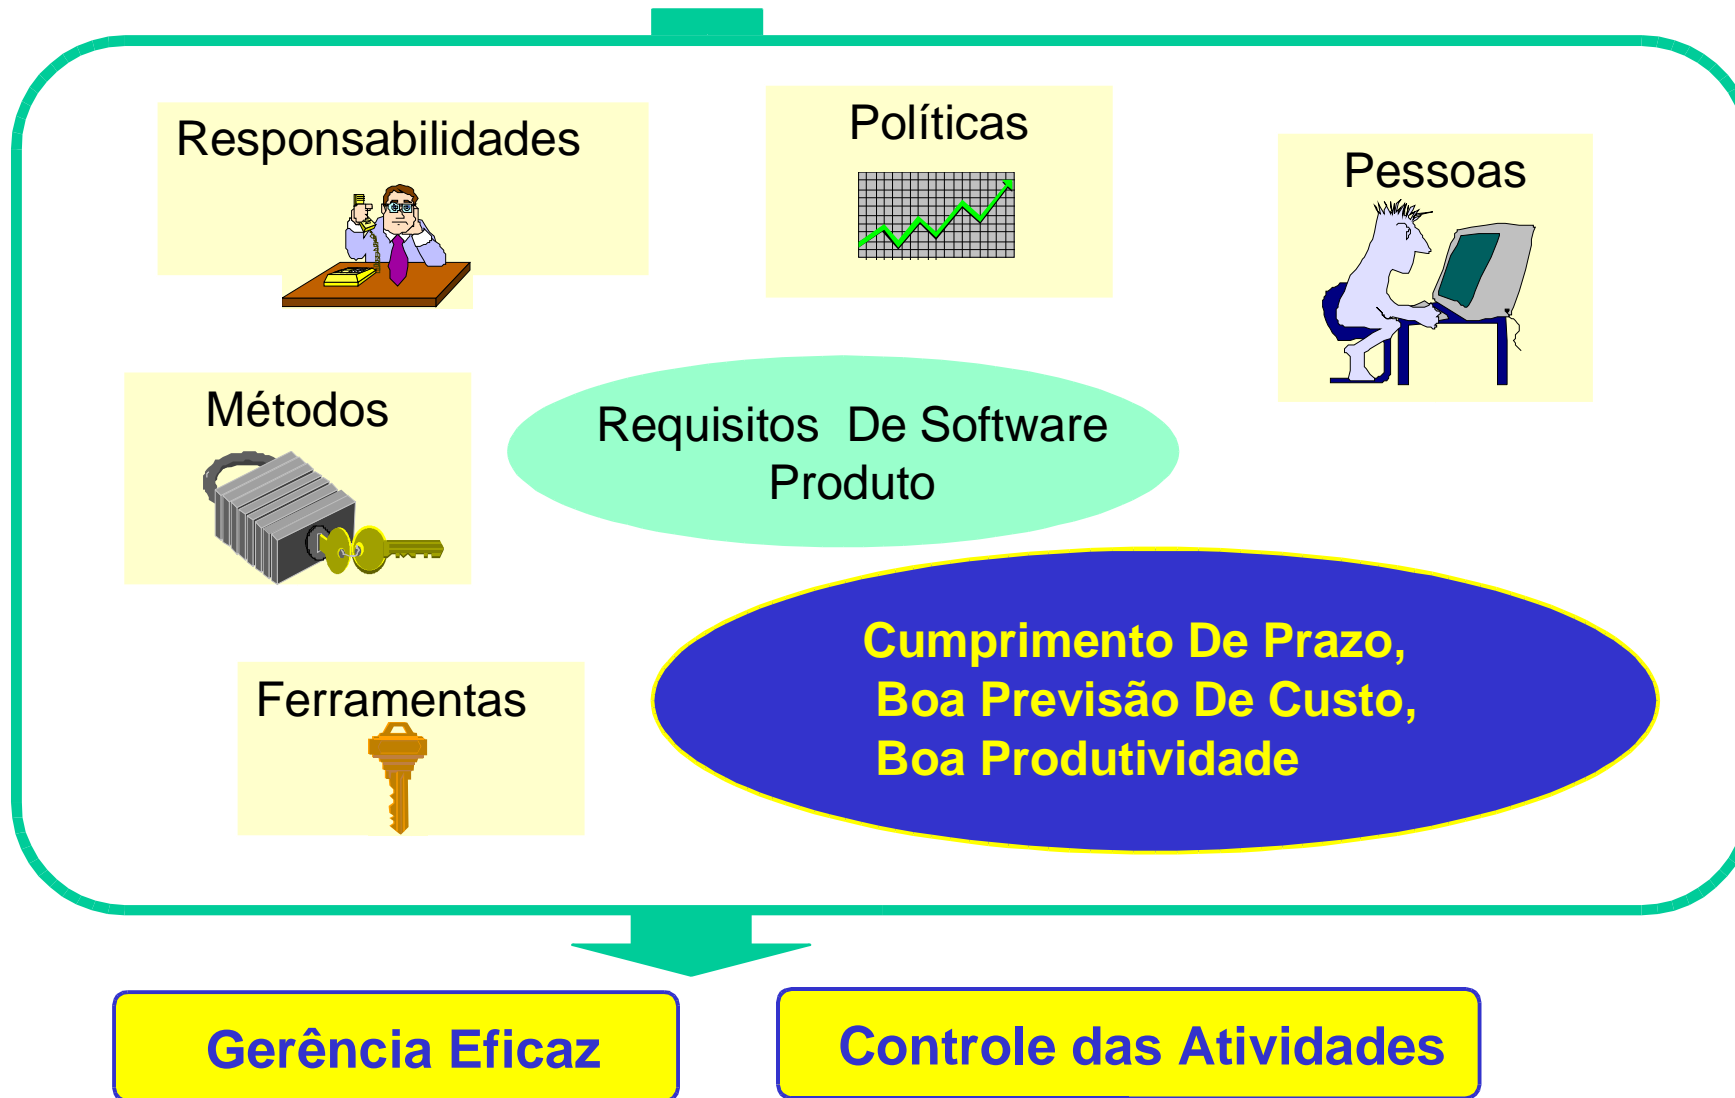 Responsabilidades
Políticas
Pessoas
Métodos
Requisitos De Software
Produto
Ferramentas
Cumprimento De Prazo,
Boa Previsão De Custo,
Boa Produtividade
Gerência Eficaz
Controle das Atividades